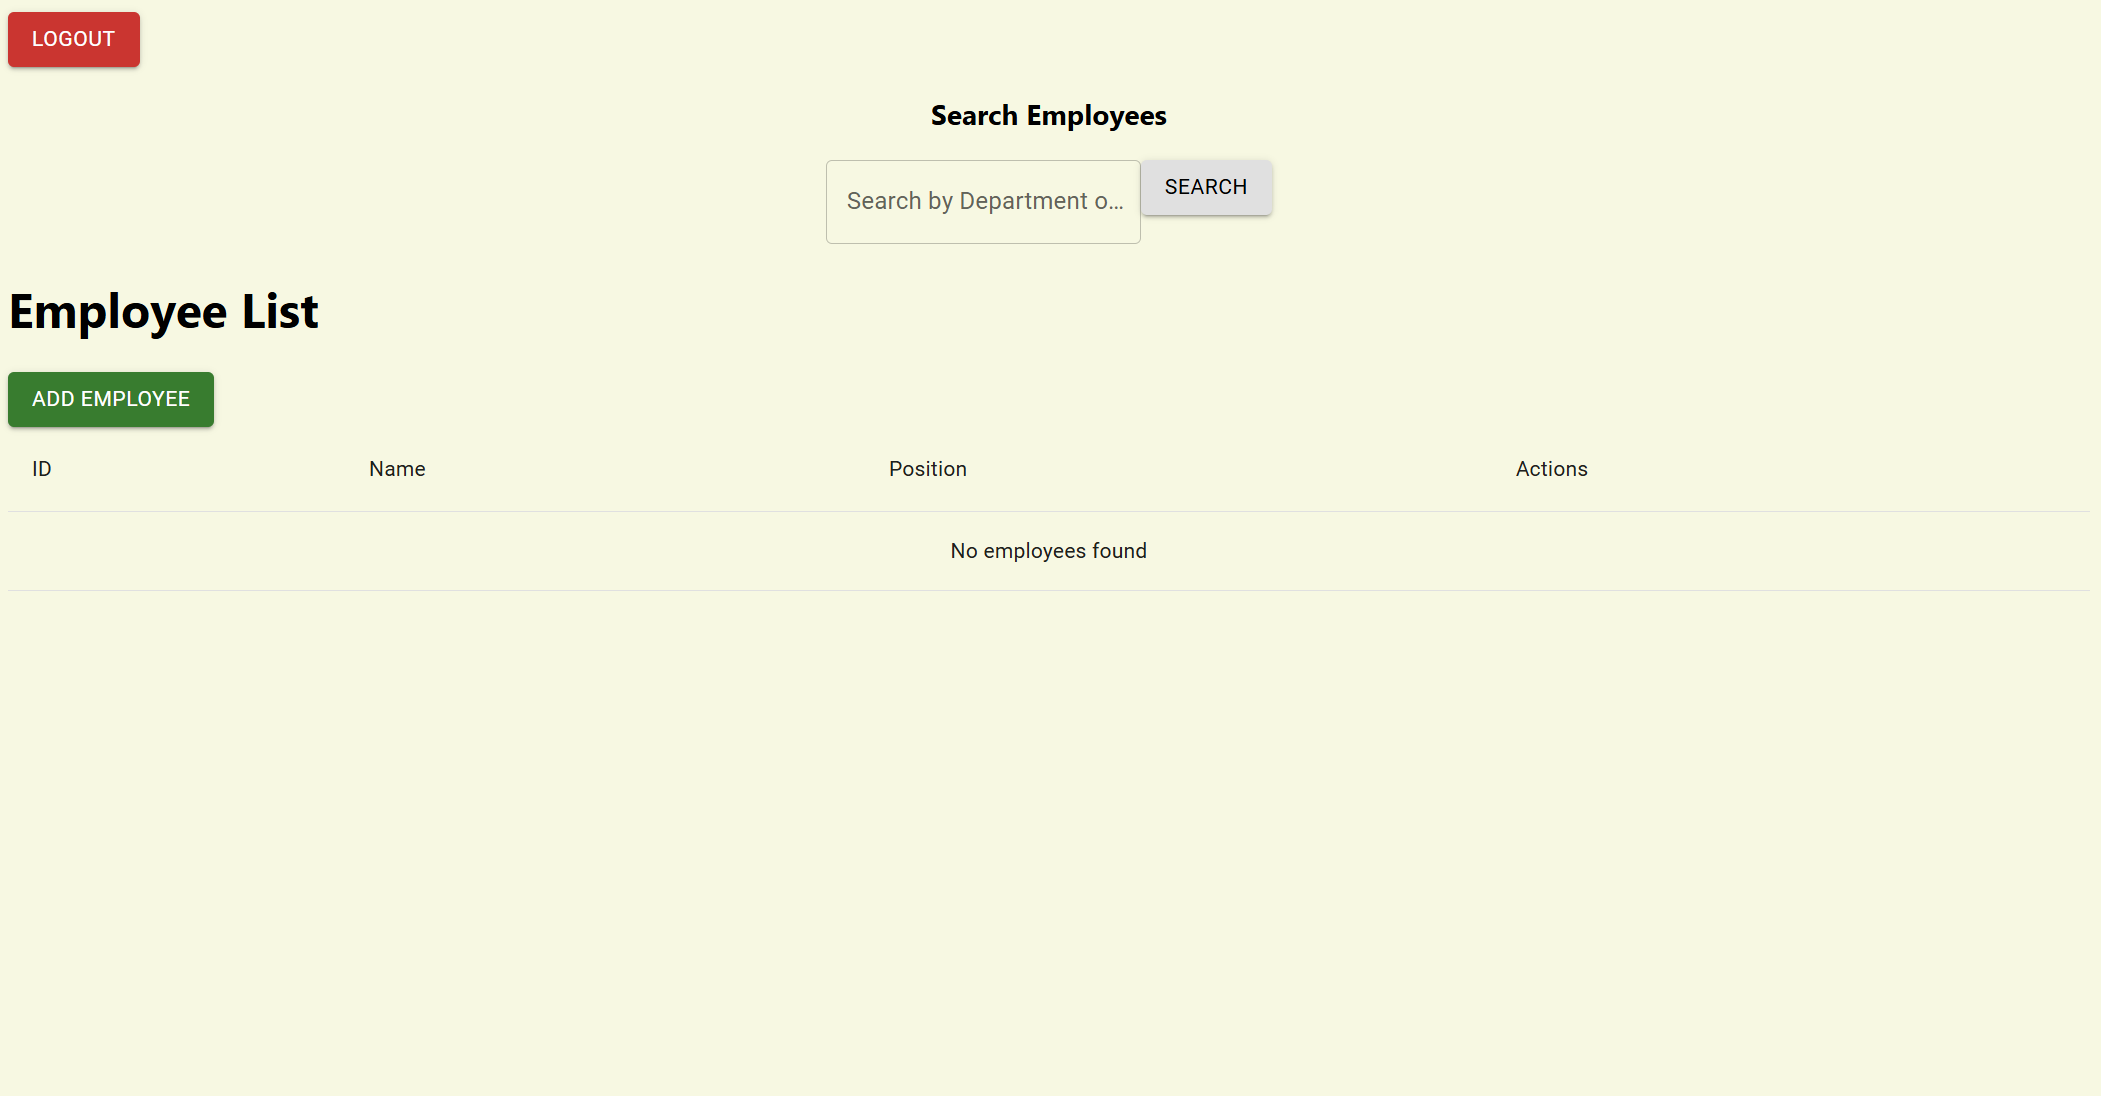 LOGOUT
Search Employees
Search by Department o...
SEARCH
Employee List
ADD EMPLOYEE
ID Name Position Actions
No employees found